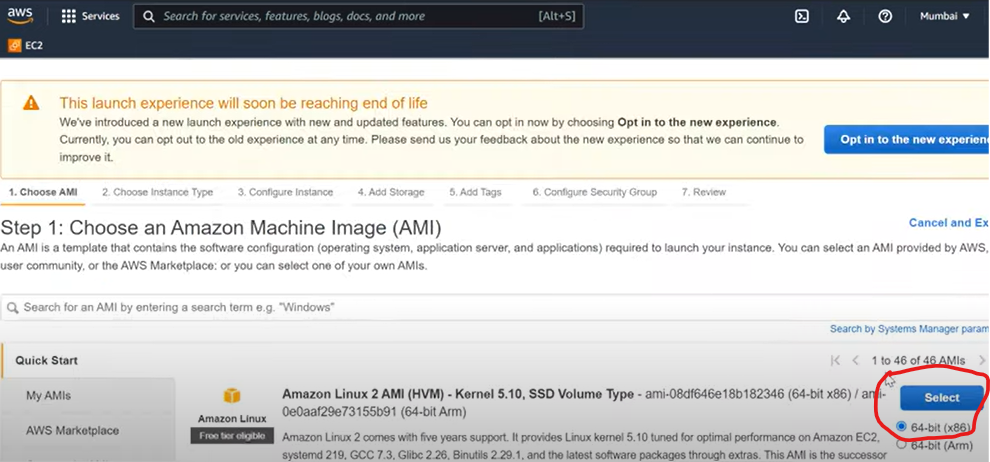 aws Services Search for services, features, blogs, docs, and more [Alt+S] Mumbai
EC2
This launch experience will soon be reaching end of life
We've introduced a new launch experience with new and updated features. You can opt in now by choosing Opt in to the new experience.
Currently, you can opt out to the old experience at any time. Please send us your feedback about the new experience so that we can continue to
improve it.
Opt in to the new experien
1. Choose AMI 2. Choose Instance Type 3. Configure Instance 4. Add Storage 5. Add Tags 6. Configure Security Group 7. Review
Step 1: Choose an Amazon Machine Image (AMI)
Cancel and Ex
An AMI is a template that contains the software configuration (operating system, application server, and applications) required to launch your instance. You can select an AMI provided by AWS,
user community, or the AWS Marketplace; or you can select one of your own AMIs.
Search for an AMI by entering a search term e.g. "Windows"
Search by Systems Manager param
Quick Start
1 to 46 of 46 AMIs
My AMIs
AWS Marketplace
Amazon Linux
Free tier eligible
Amazon Linux 2 AMI (HVM) - Kernel 5.10, SSD Volume Type - ami-08df646e18b182346 (64-bit x86) / ami-
0e0aaf29e73155b91 (64-bit Arm)
Amazon Linux 2 comes with five years support. It provides Linux kernel 5.10 tuned for optimal performance on Amazon EC2,
systemd 219, GCC 7.3, Glibc 2.26, Binutils 2.29.1, and the latest software packages through extras. This AMI is the successor
Select
64-bit (x86)
64-bit (Arm)